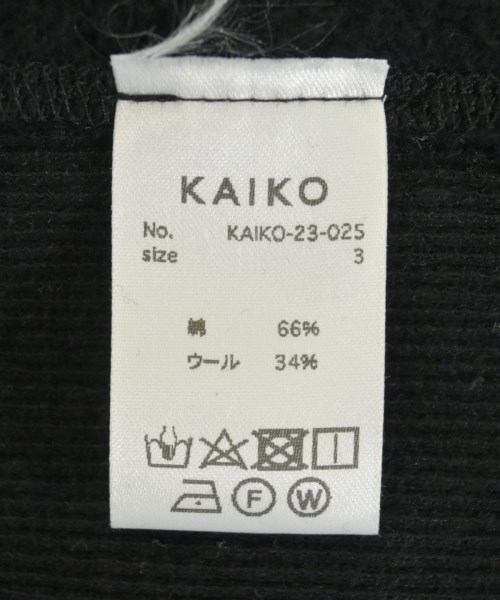 KAIKO
No. KAIKO-23-025
size 3
綿 66%
ウール 34%
F W